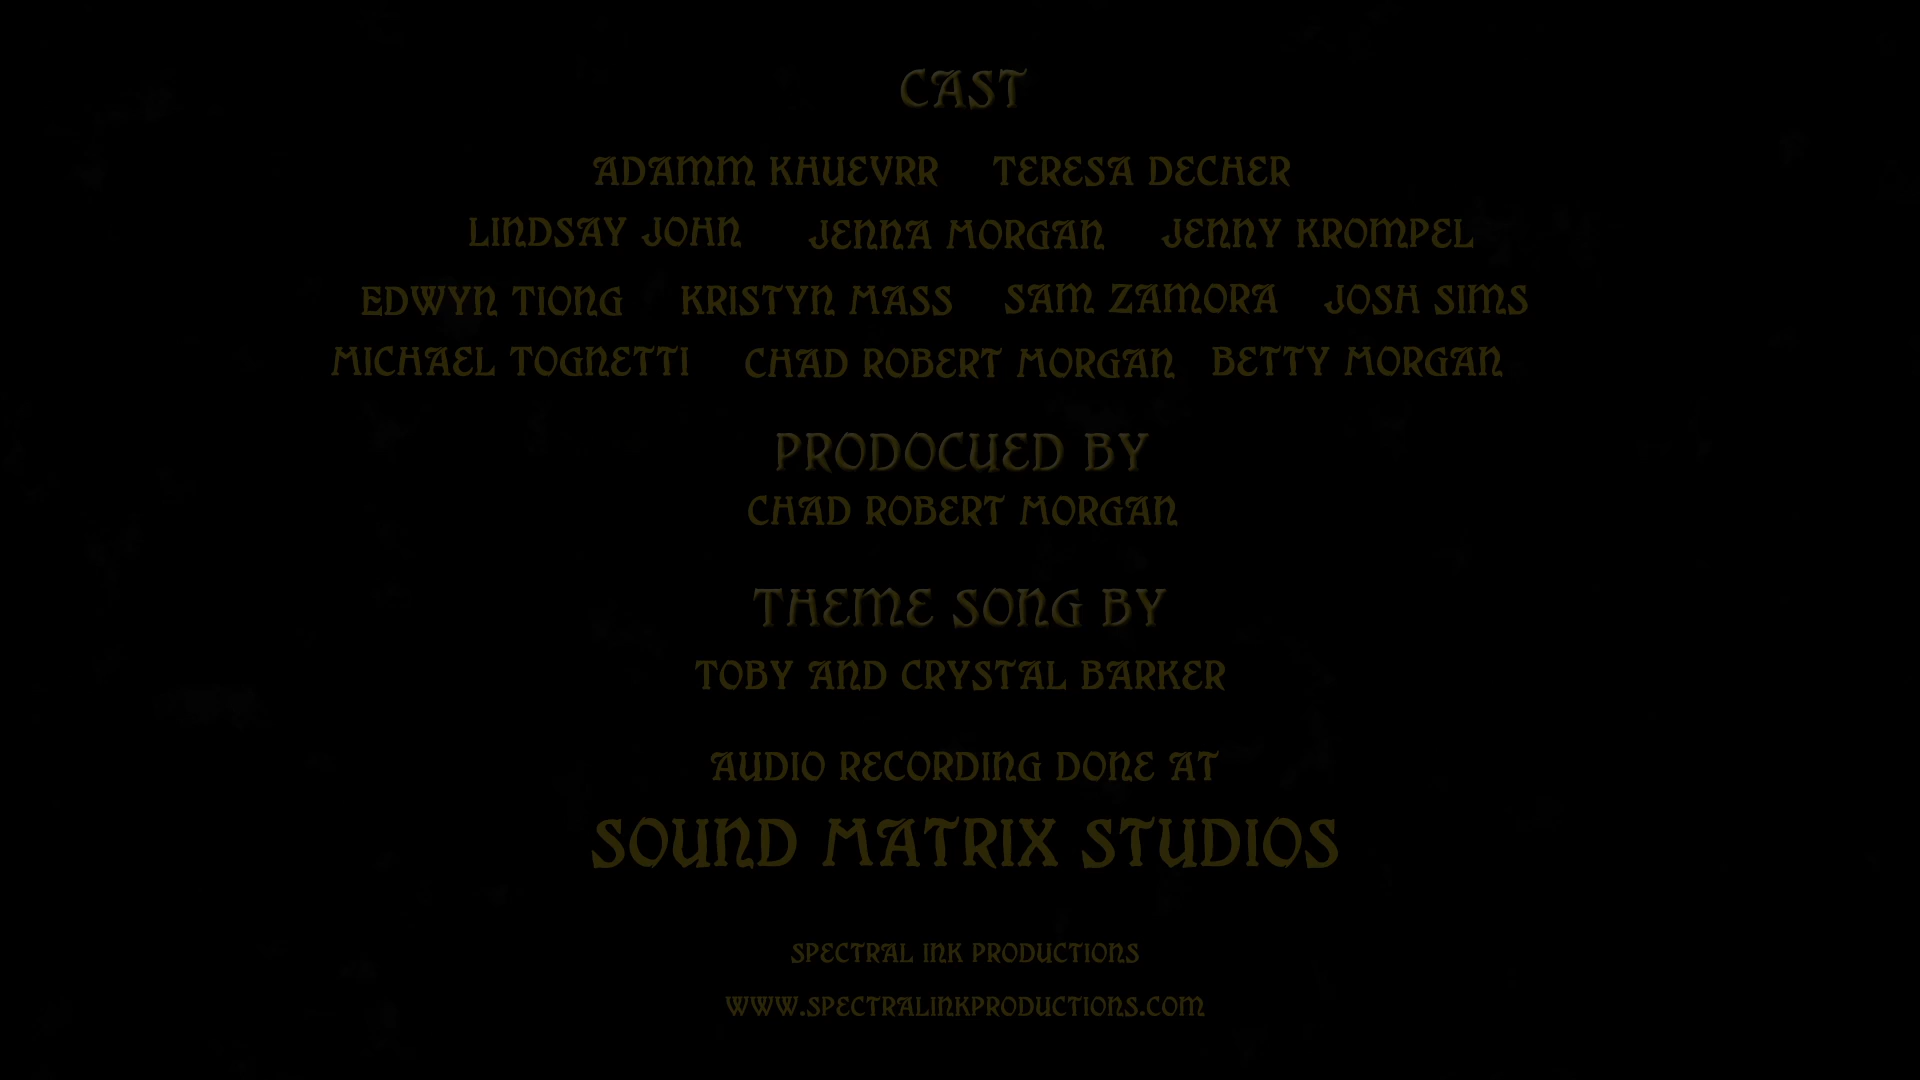 CAST
ADAMM KHUEVRR TERESA DECHER
LINDSAY JOHN JENNA MORGAN JENNY KROMPEL
EDWYN TIONG KRISTYN MASS SAM ZAMORA JOSH SIMS
MICHAEL TOGNETTI CHAD ROBERT MORGAN BETTY MORGAN
PRODOCUED BY
CHAD ROBERT MORGAN
THEME SONG BY
TOBY AND CRYSTAL BARKER
AUDIO RECORDING DONE AT
SOUND MATRIX STUDIOS
SPECTRAL INK PRODUCTIONS
WWW.SPECTRALINKPRODUCTIONS.COM